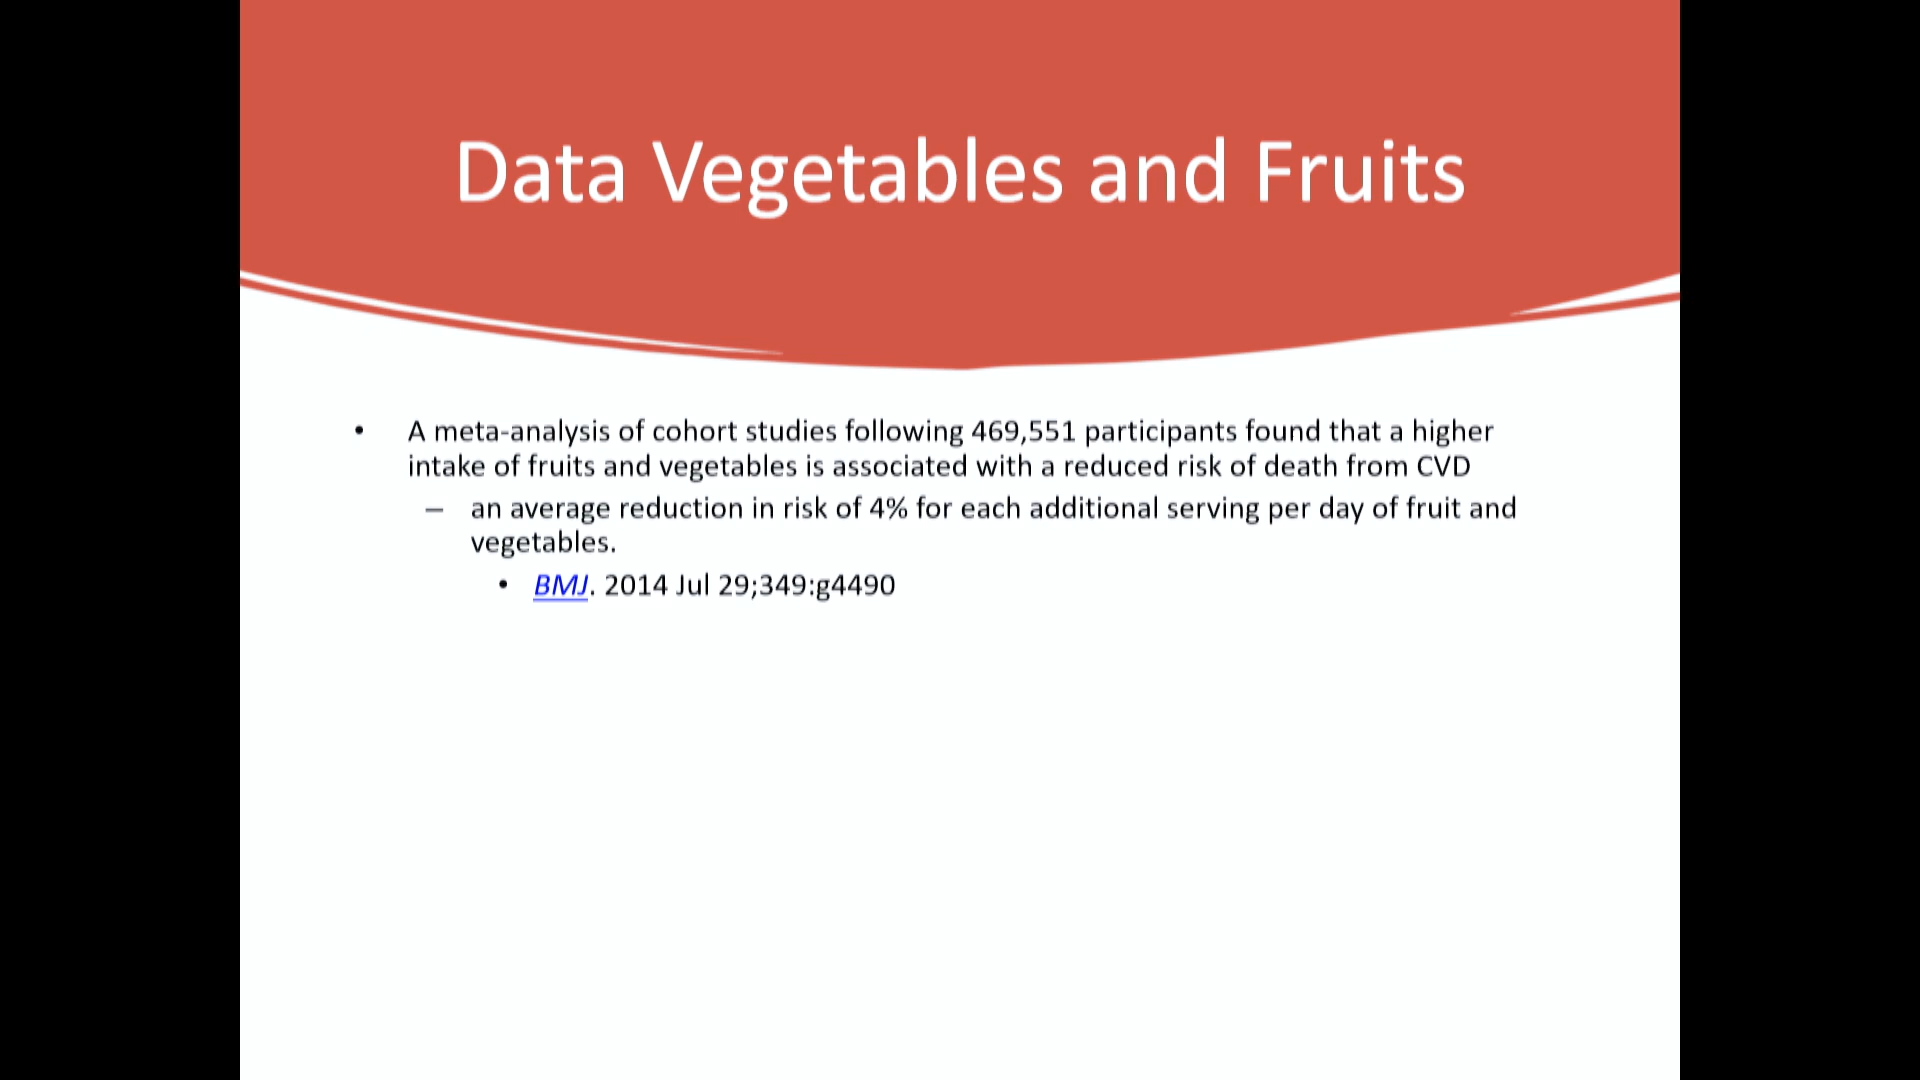 Data Vegetables and Fruits
• A meta-analysis of cohort studies following 469,551 participants found that a higher
intake of fruits and vegetables is associated with a reduced risk of death from CVD
– an average reduction in risk of 4% for each additional serving per day of fruit and
vegetables.
• BMJ. 2014 Jul 29;349:g4490